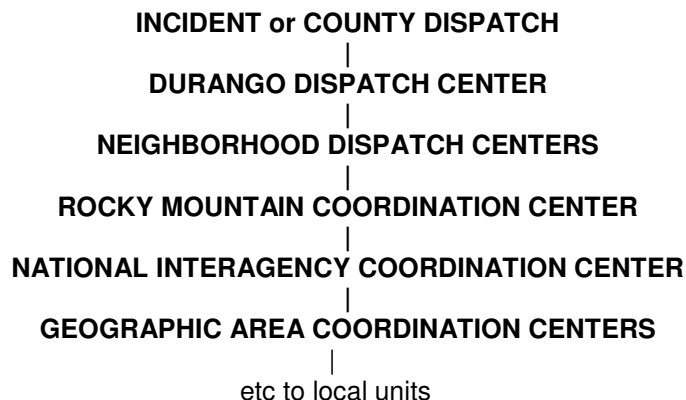 INCIDENT or COUNTY DISPATCH
|
DURANGO DISPATCH CENTER
|
NEIGHBORHOOD DISPATCH CENTERS
|
ROCKY MOUNTAIN COORDINATION CENTER
|
NATIONAL INTERAGENCY COORDINATION CENTER
|
GEOGRAPHIC AREA COORDINATION CENTERS
|
etc to local units